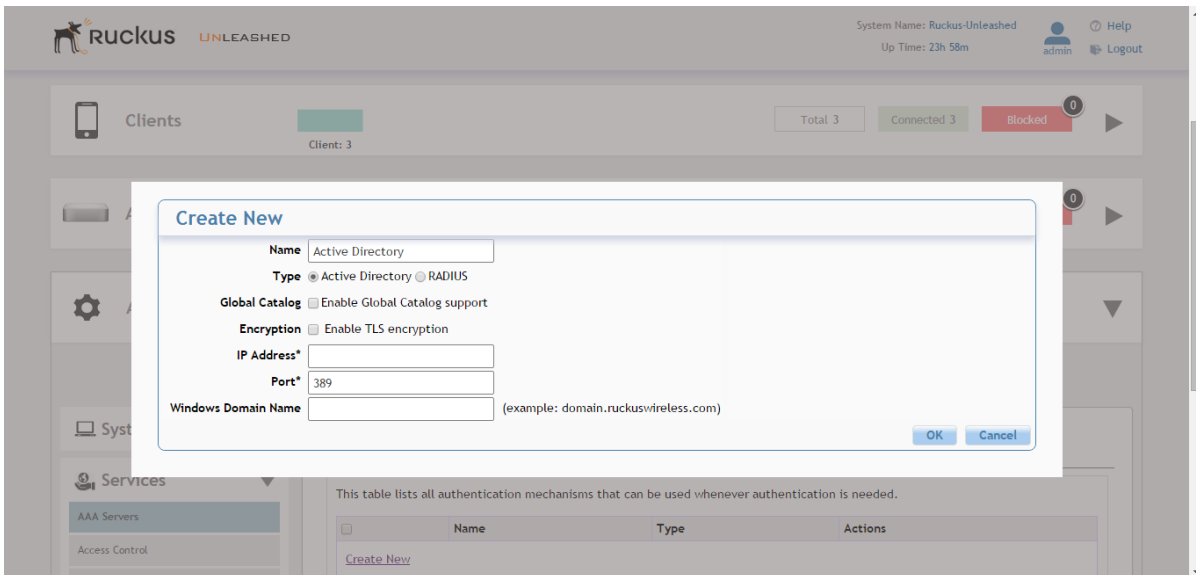 Ruckus UNLEASHED
System Name: Ruckus-Unleashed
Up Time: 23h 58m
admin
Help
Logout
Clients
Client: 3
Total 3
Connected 3
Blocked
0
A
0
Create New
Name Active Directory
Type Active Directory RADIUS
Global Catalog Enable Global Catalog support
Encryption Enable TLS encryption
IP Address*
Port* 389
Windows Domain Name (example: domain.ruckuswireless.com)
OK Cancel
A
Syst
Services
AAA Servers
Access Control
This table lists all authentication mechanisms that can be used whenever authentication is needed.
Name Type Actions
Create New